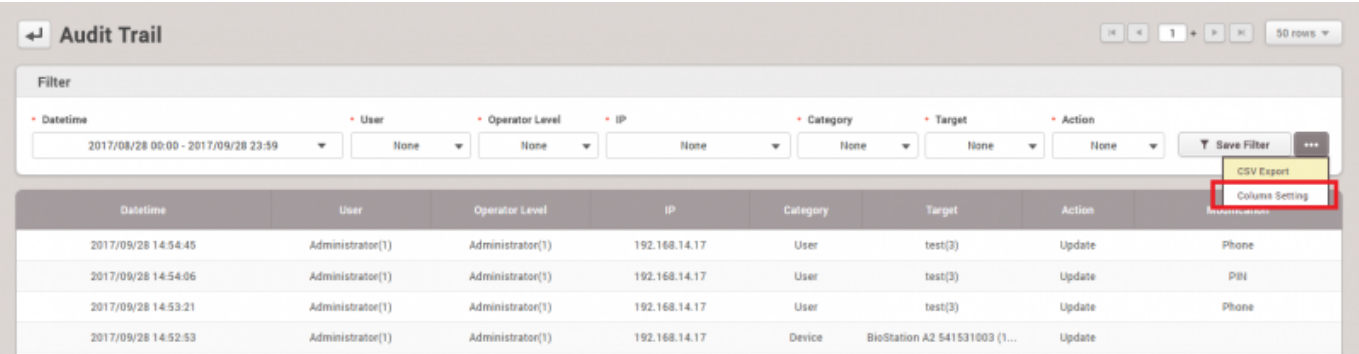 Audit Trail
1 +
50 rows
Filter
* Datetime * User * Operator Level * IP * Category * Target * Action
2017/08/28 00:00 - 2017/09/28 23:59 None None None None None None Save Filter ...
CSV Export
Column Setting
Datetime User Operator Level IP Category Target Action Modification
2017/09/28 14:54:45 Administrator(1) Administrator(1) 192.168.14.17 User test(3) Update Phone
2017/09/28 14:54:06 Administrator(1) Administrator(1) 192.168.14.17 User test(3) Update PIN
2017/09/28 14:53:21 Administrator(1) Administrator(1) 192.168.14.17 User test(3) Update Phone
2017/09/28 14:52:53 Administrator(1) Administrator(1) 192.168.14.17 Device BioStation A2 541531003 (1... Update